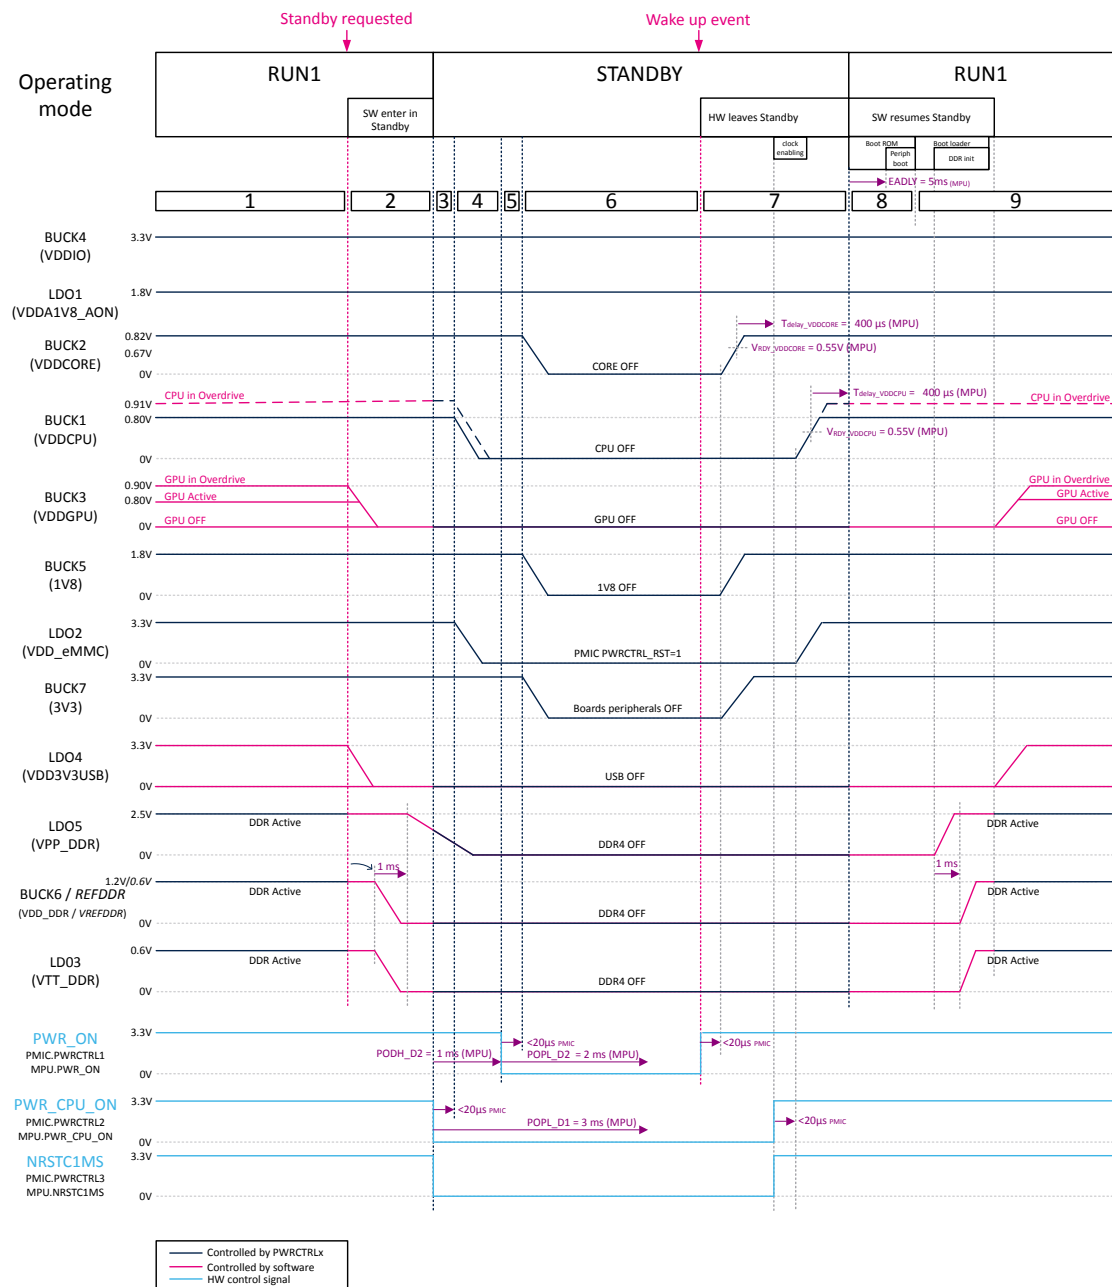 Standby requested
Wake up event
Operating
mode
RUN1
STANDBY
RUN1
SW enter in
Standby
HW leaves Standby
SW resumes Standby
clock
enabling
Boot ROM
Boot loader
Periph
boot
DDR init
EADLY = 5ms (MPU)
1
2
3
4
5
6
7
8
9
BUCK4
(VDDIO)
3.3V
LDO1
(VDDA1V8_AON)
1.8V
BUCK2
(VDDCORE)
0.82V
0.67V
0V
CORE OFF
Tdelay_VDDCORE = 400 µs (MPU)
VRDY_VDDCORE = 0.55V (MPU)
BUCK1
(VDDCPU)
CPU in Overdrive
0.91V
0.80V
0V
CPU OFF
Tdelay_VDDCPU = 400 µs (MPU)
CPU in Overdrive
VRDY_VDDCPU = 0.55V (MPU)
BUCK3
(VDDGPU)
0.90V
0.80V
0V
GPU in Overdrive
GPU Active
GPU OFF
GPU OFF
GPU in Overdrive
GPU Active
GPU OFF
BUCK5
(1V8)
1.8V
0V
1V8 OFF
LDO2
(VDD_eMMC)
3.3V
0V
PMIC PWRCTRL_RST=1
BUCK7
(3V3)
3.3V
0V
Boards peripherals OFF
LDO4
(VDD3V3USB)
3.3V
0V
USB OFF
LDO5
(VPP_DDR)
2.5V
0V
DDR Active
DDR4 OFF
DDR Active
1 ms
1 ms
BUCK6 / REFDDR
(VDD_DDR / VREFDDR)
1.2V/0.6V
0V
DDR Active
DDR4 OFF
DDR Active
LD03
(VTT_DDR)
0.6V
0V
DDR Active
DDR4 OFF
DDR Active
PWR_ON
PMIC.PWRCTRL1
MPU.PWR_ON
3.3V
0V
<20µs PMIC
<20µs PMIC
PODH_D2 = 1 ms (MPU)
POPL_D2 = 2 ms (MPU)
PWR_CPU_ON
PMIC.PWRCTRL2
MPU.PWR_CPU_ON
3.3V
0V
<20µs PMIC
<20µs PMIC
POPL_D1 = 3 ms (MPU)
NRSTC1MS
PMIC.PWRCTRL3
MPU.NRSTC1MS
3.3V
0V
Controlled by PWRCTRLx
Controlled by software
HW control signal